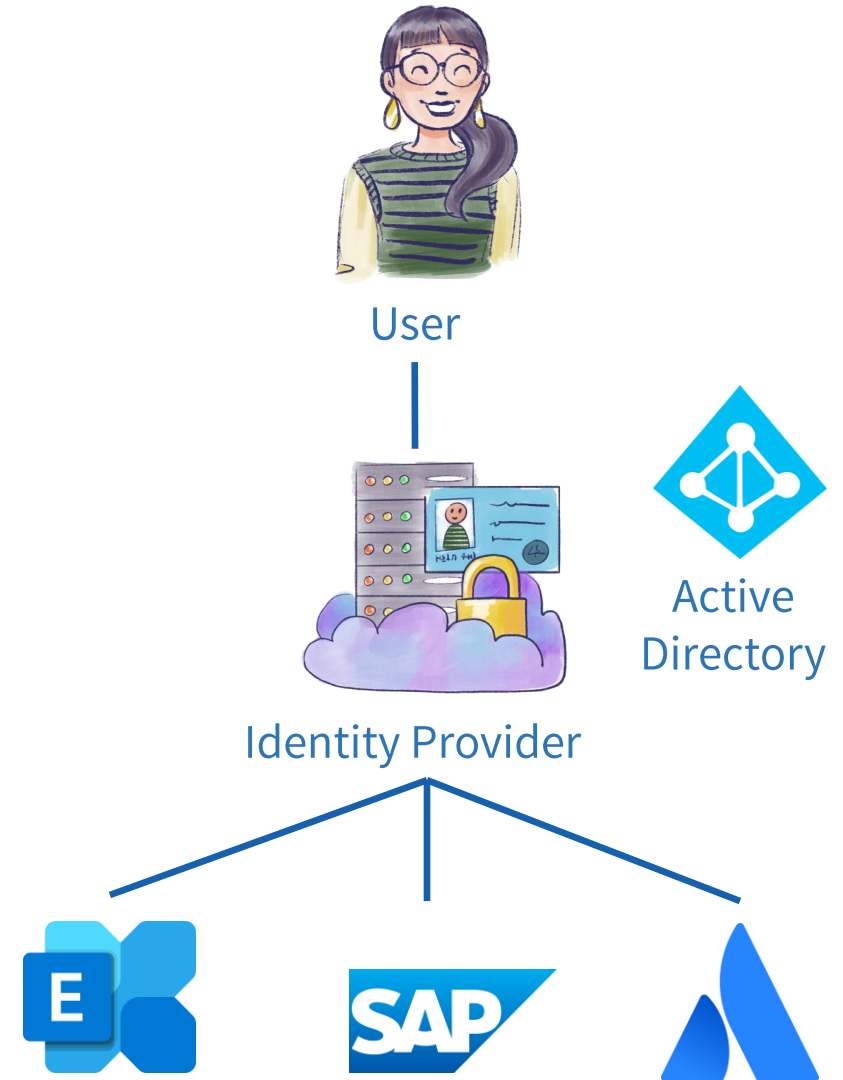 User
Active
Directory
Identity Provider
E
SAP